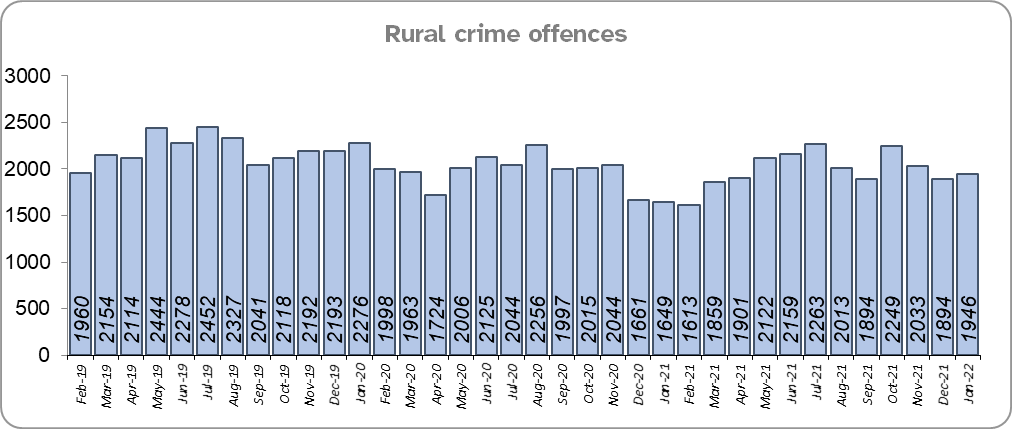 Rural crime offences
3000
2500
2000
1500
1000
500
0
1960 2154 2114 2444 2278 2452 2327 2041 2118 2192 2193 2276 1998 1963 1724 2006 2125 2044 2256 1997 2015 2044 1661 1649 1613 1859 1901 2122 2159 2263 2013 1894 2249 2033 1894 1946
Feb-19 Mar-19 Apr-19 May-19 Jun-19 Jul-19 Aug-19 Sep-19 Oct-19 Nov-19 Dec-19 Jan-20 Feb-20 Mar-20 Apr-20 May-20 Jun-20 Jul-20 Aug-20 Sep-20 Oct-20 Nov-20 Dec-20 Jan-21 Feb-21 Mar-21 Apr-21 May-21 Jun-21 Jul-21 Aug-21 Sep-21 Oct-21 Nov-21 Dec-21 Jan-22